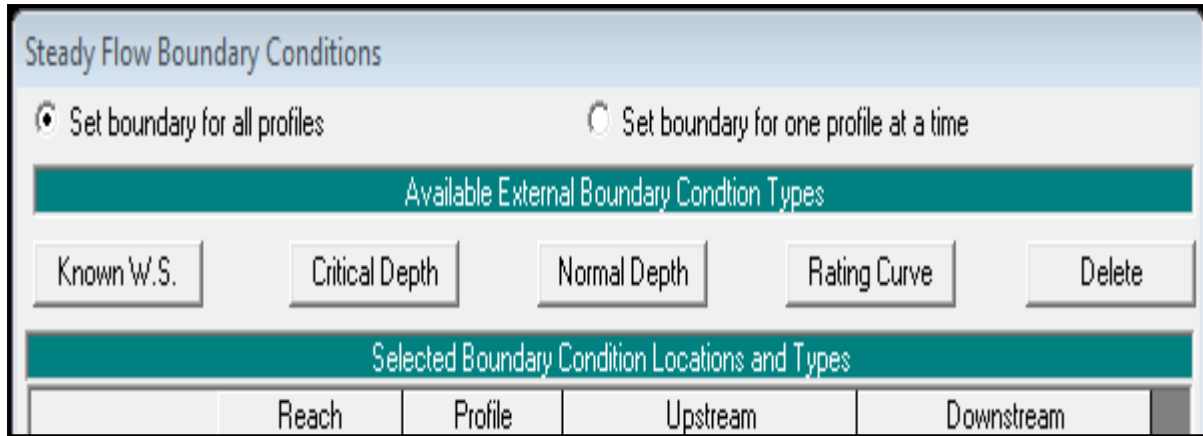 Steady Flow Boundary Conditions
Set boundary for all profiles Set boundary for one profile at a time
Available External Boundary Condtion Types
Known W.S. Critical Depth Normal Depth Rating Curve Delete
Selected Boundary Condition Locations and Types
Reach Profile Upstream Downstream